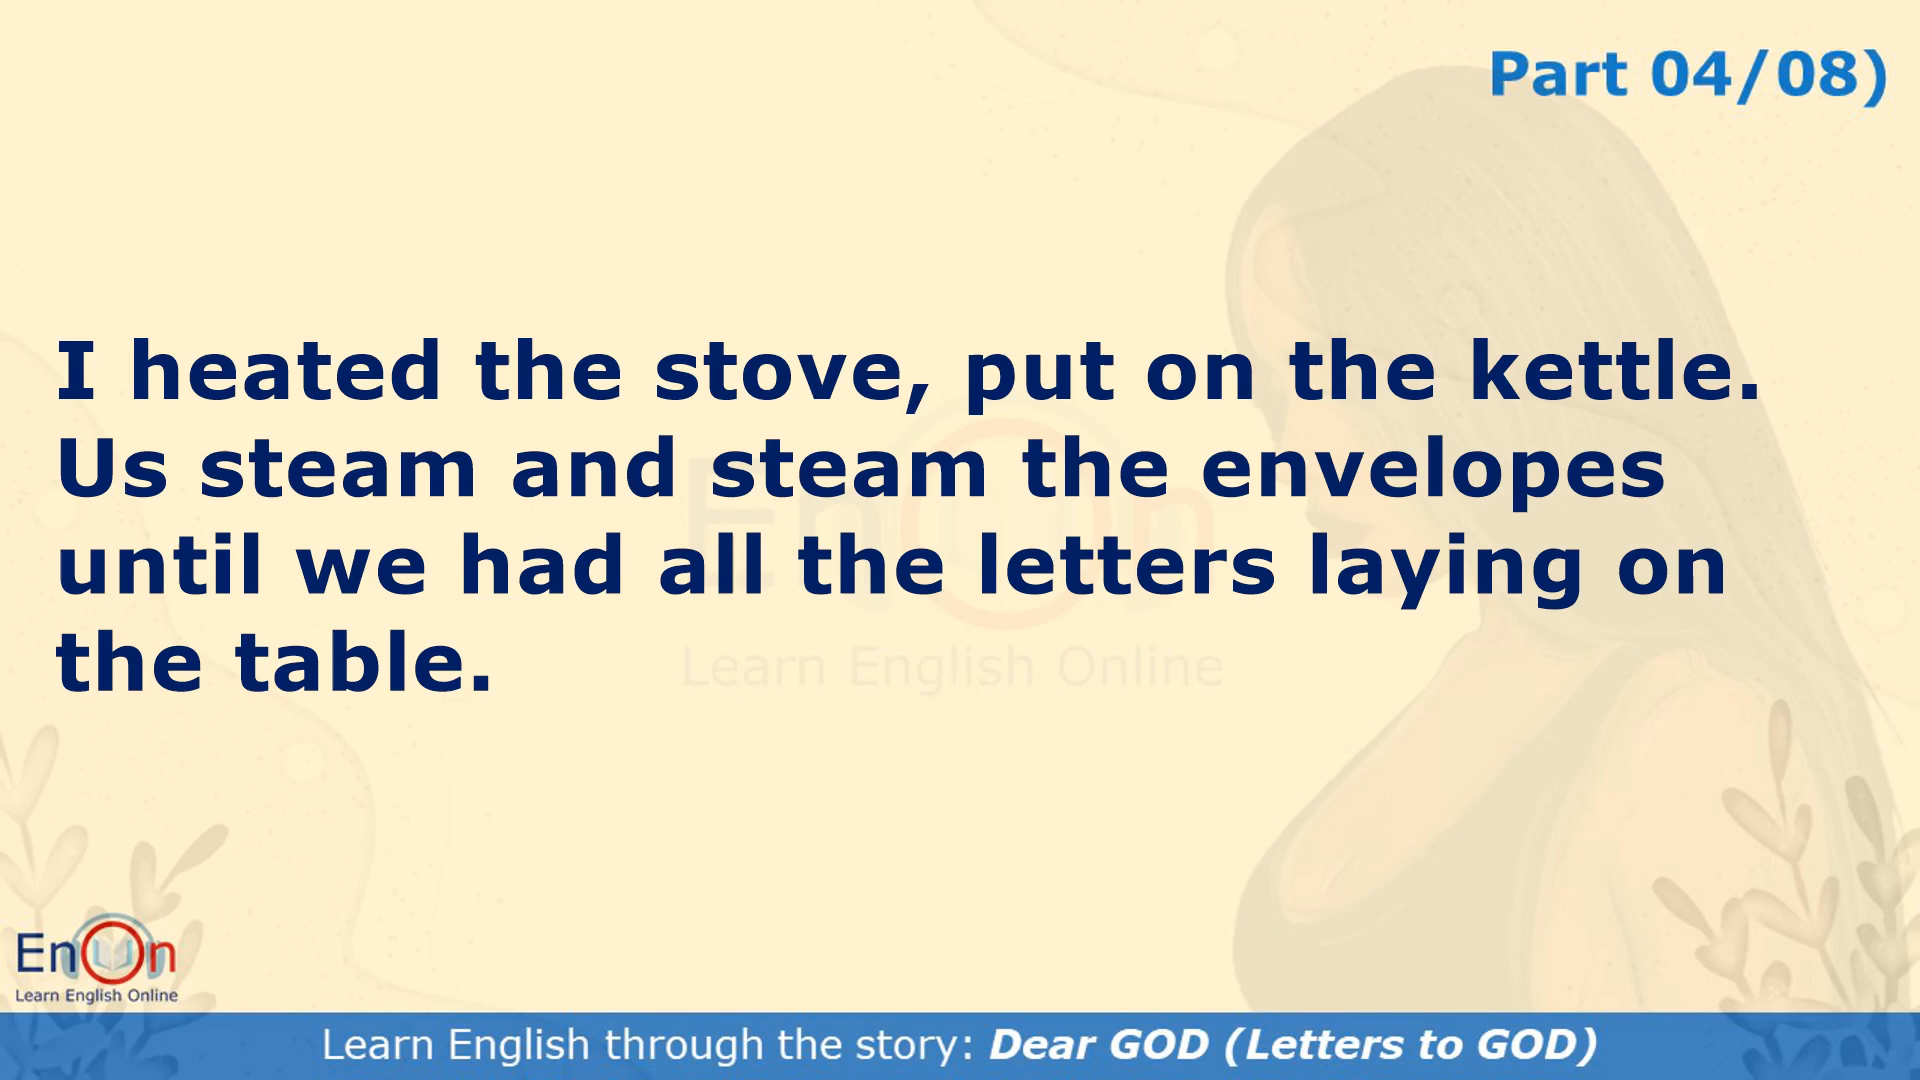 Part 04/08)
I heated the stove, put on the kettle.
Us steam and steam the envelopes
until we had all the letters laying on
the table.
EnOn
Learn English Online
EnOn
Learn English Online
Learn English through the story: Dear GOD (Letters to GOD)